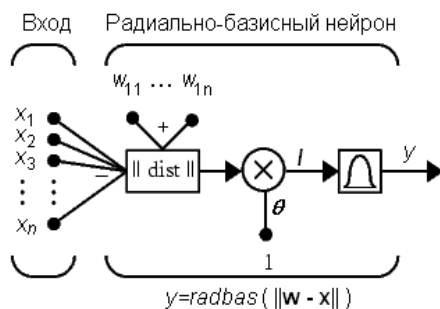 Вход
Радиально-базисный нейрон
w11 ... w1n
x1
x2
x3
xn
+
−
|| dist ||
×
I
y
θ
1
y=radbas(||w - x||)